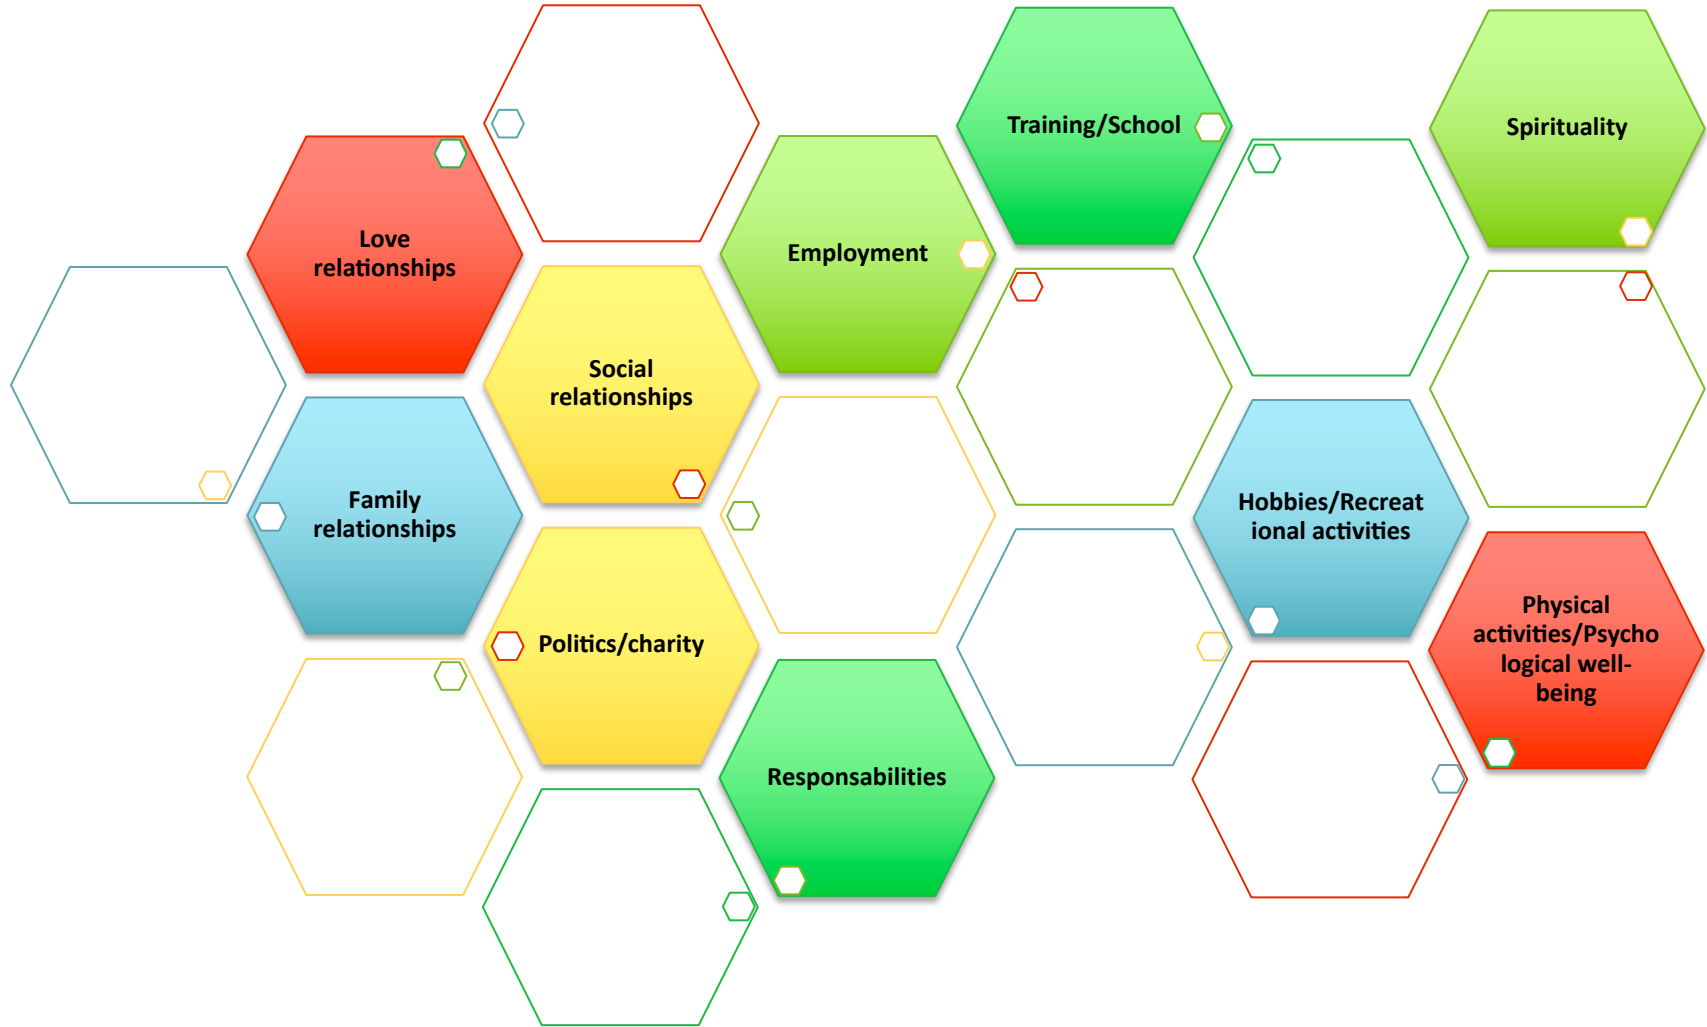 Training/School
Spirituality
Love
relationships
Employment
Social
relationships
Family
relationships
Hobbies/Recreat
ional activities
Politics/charity
Physical
activities/Psycho
logical well-
being
Responsabilities